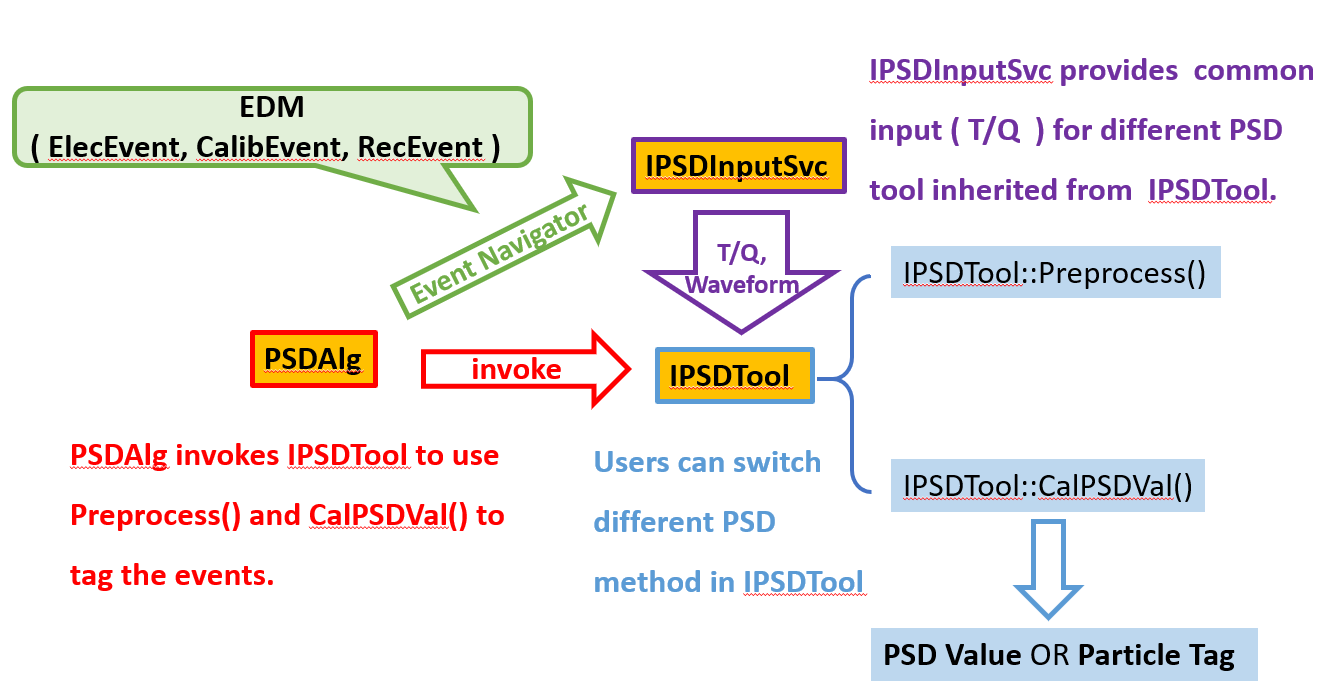 EDM
( ElecEvent, CalibEvent, RecEvent )
IPSDInputSvc
IPSDInputSvc provides common
input ( T/Q ) for different PSD
tool inherited from IPSDTool.
Event Navigator
T/Q,
Waveform
IPSDTool::Preprocess()
PSDAlg
invoke
IPSDTool
PSDAlg invokes IPSDTool to use
Preprocess() and CalPSDVal() to
tag the events.
Users can switch
different PSD
method in IPSDTool
IPSDTool::CalPSDVal()
PSD Value OR Particle Tag